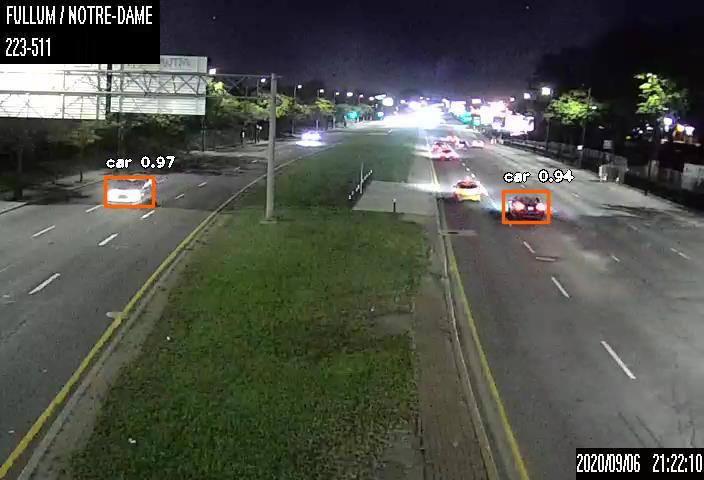 FULLUM / NOTRE-DAME
223-511
car 0.97
car 0.94
2020/09/06 21:22:10